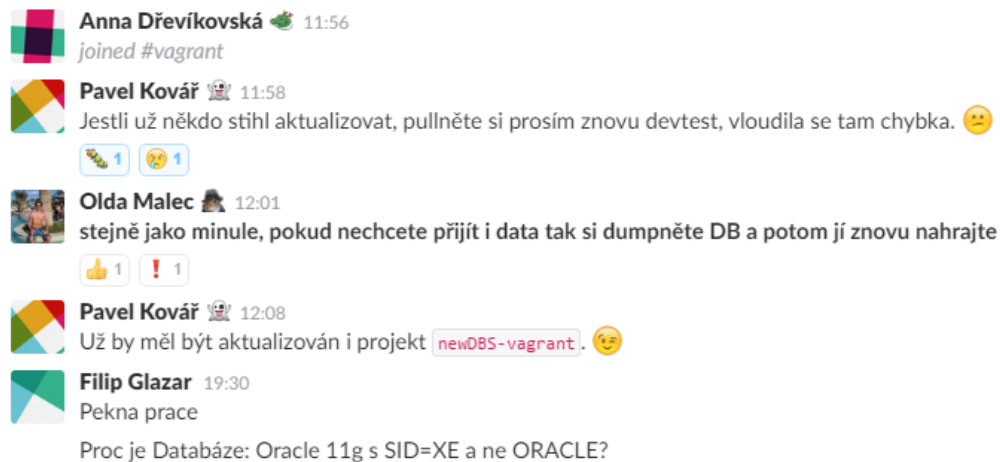 Anna Dřevíkovská 11:56
joined #vagrant
Pavel Kovář 11:58
Jestli už někdo stihl aktualizovat, pullněte si prosím znovu devtest, vloudila se tam chybka.
1 1
Olda Malec 12:01
stejně jako minule, pokud nechcete přijít i data tak si dumpněte DB a potom jí znovu nahrajte
1 1
Pavel Kovář 12:08
Už by měl být aktualizován i projekt newDBS-vagrant.
Filip Glazar 19:30
Pekna prace
Proc je Databáze: Oracle 11g s SID=XE a ne ORACLE?